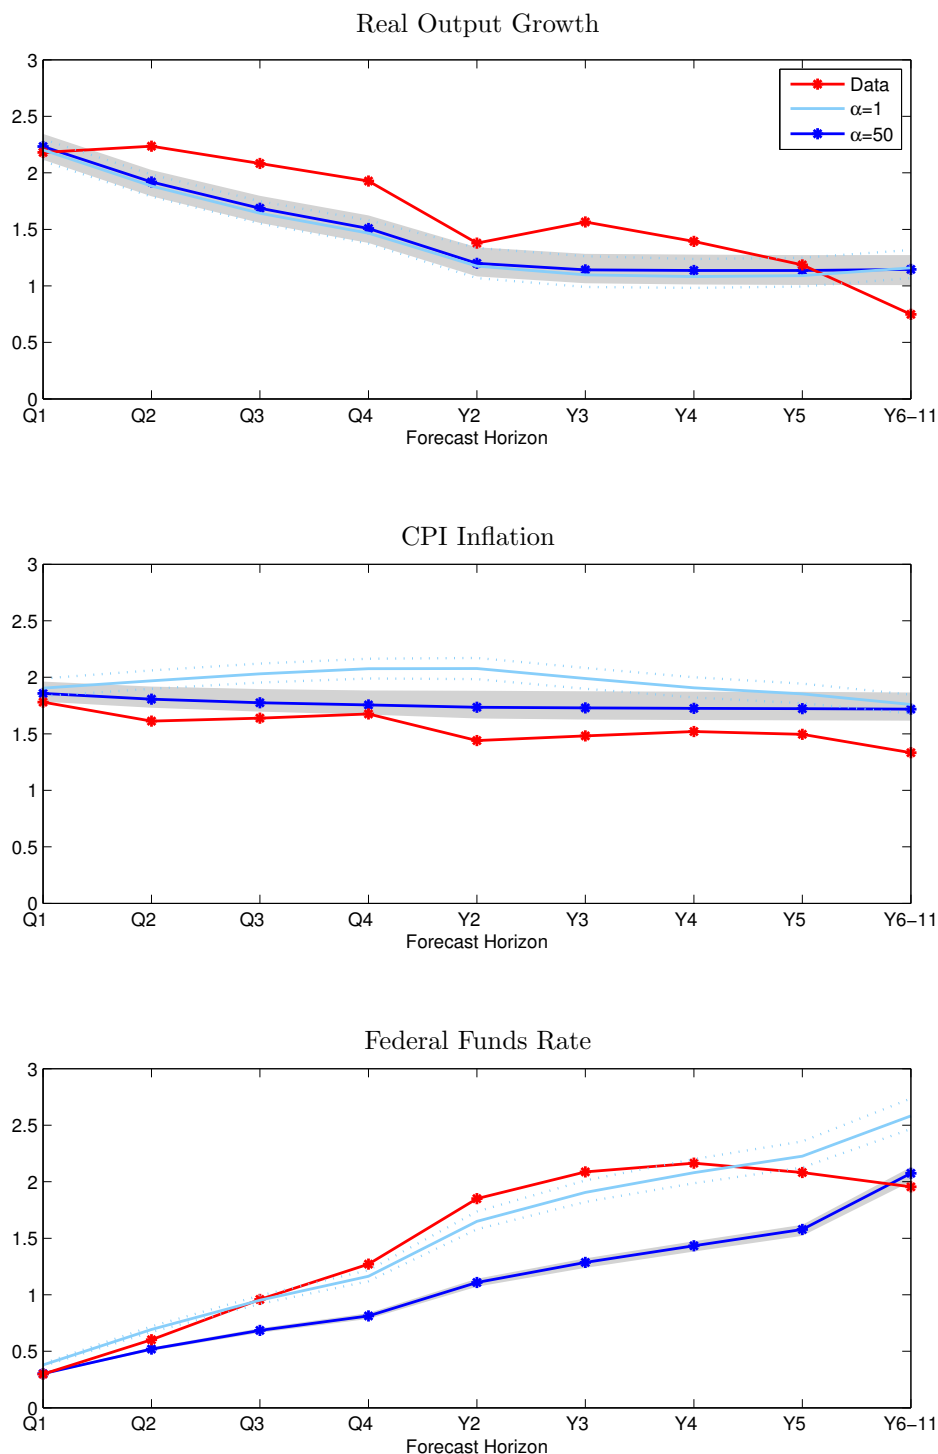 Real Output Growth
3
2.5
2
1.5
1
0.5
0
Data
α=1
α=50
Q1 Q2 Q3 Q4 Y2 Y3 Y4 Y5 Y6−11
Forecast Horizon
CPI Inflation
3
2.5
2
1.5
1
0.5
0
Q1 Q2 Q3 Q4 Y2 Y3 Y4 Y5 Y6−11
Forecast Horizon
Federal Funds Rate
3
2.5
2
1.5
1
0.5
0
Q1 Q2 Q3 Q4 Y2 Y3 Y4 Y5 Y6−11
Forecast Horizon